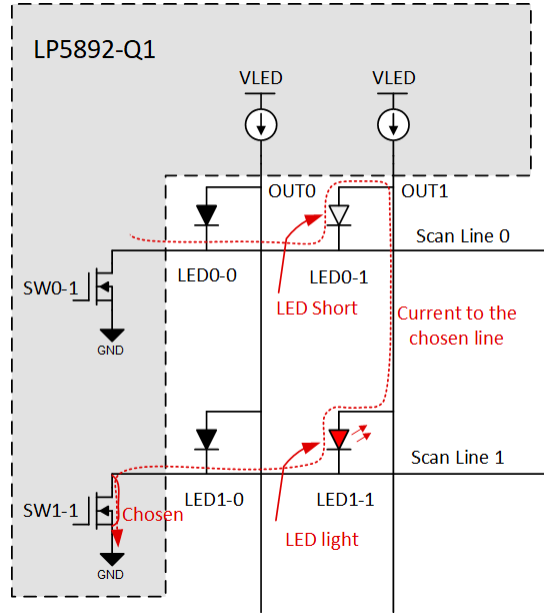 LP5892-Q1
VLED
VLED
OUT0
OUT1
Scan Line 0
LED0-0
LED0-1
SW0-1
LED Short
Current to the
chosen line
GND
Scan Line 1
LED1-0
LED1-1
SW1-1
Chosen
LED light
GND